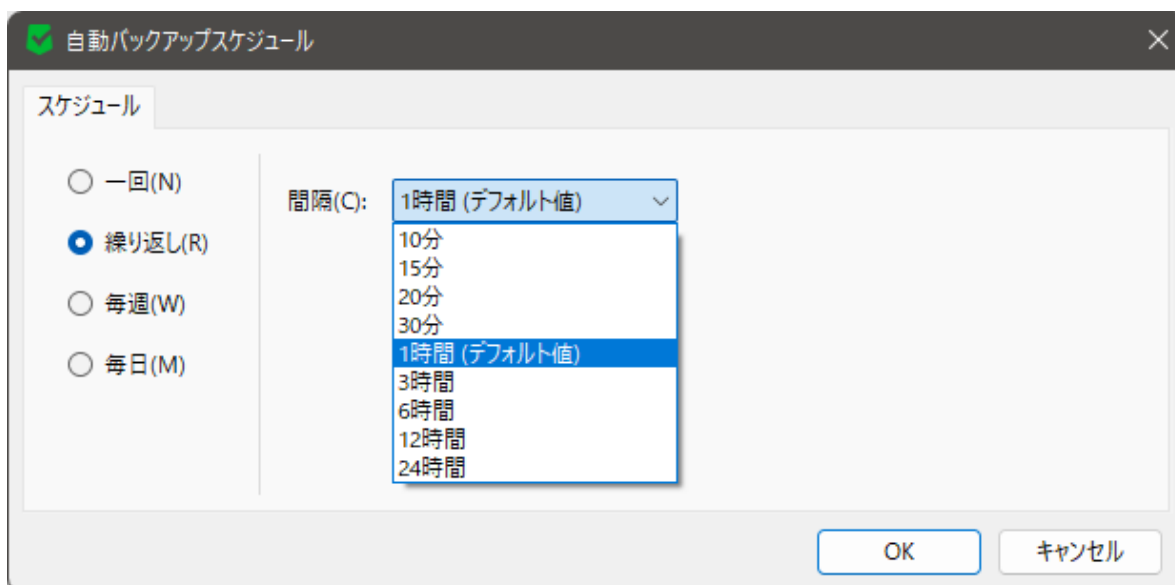 自動バックアップスケジュール
スケジュール
一回(N)
繰り返し(R)
毎週(W)
毎日(M)
間隔(C): 1時間 (デフォルト値)
10分
15分
20分
30分
1時間 (デフォルト値)
3時間
6時間
12時間
24時間
OK キャンセル